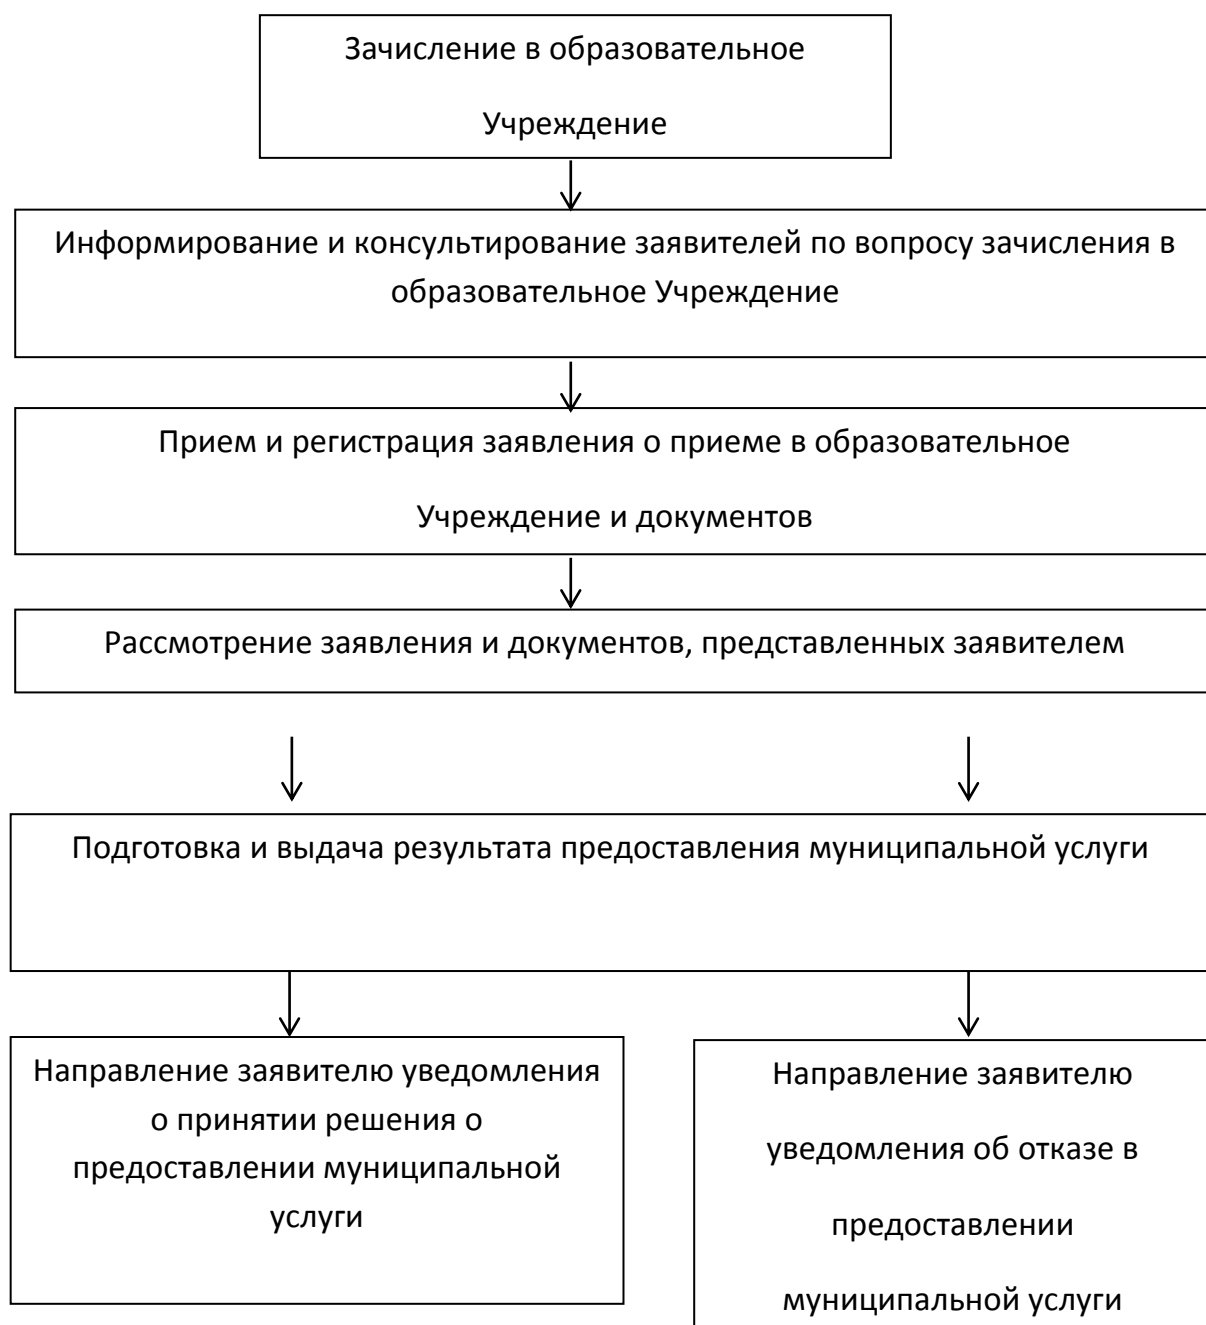 Зачисление в образовательное
Учреждение
Информирование и консультирование заявителей по вопросу зачисления в
образовательное Учреждение
Прием и регистрация заявления о приеме в образовательное
Учреждение и документов
Рассмотрение заявления и документов, представленных заявителем
Подготовка и выдача результата предоставления муниципальной услуги
Направление заявителю уведомления
о принятии решения о
предоставлении муниципальной
услуги
Направление заявителю
уведомления об отказе в
предоставлении
муниципальной услуги